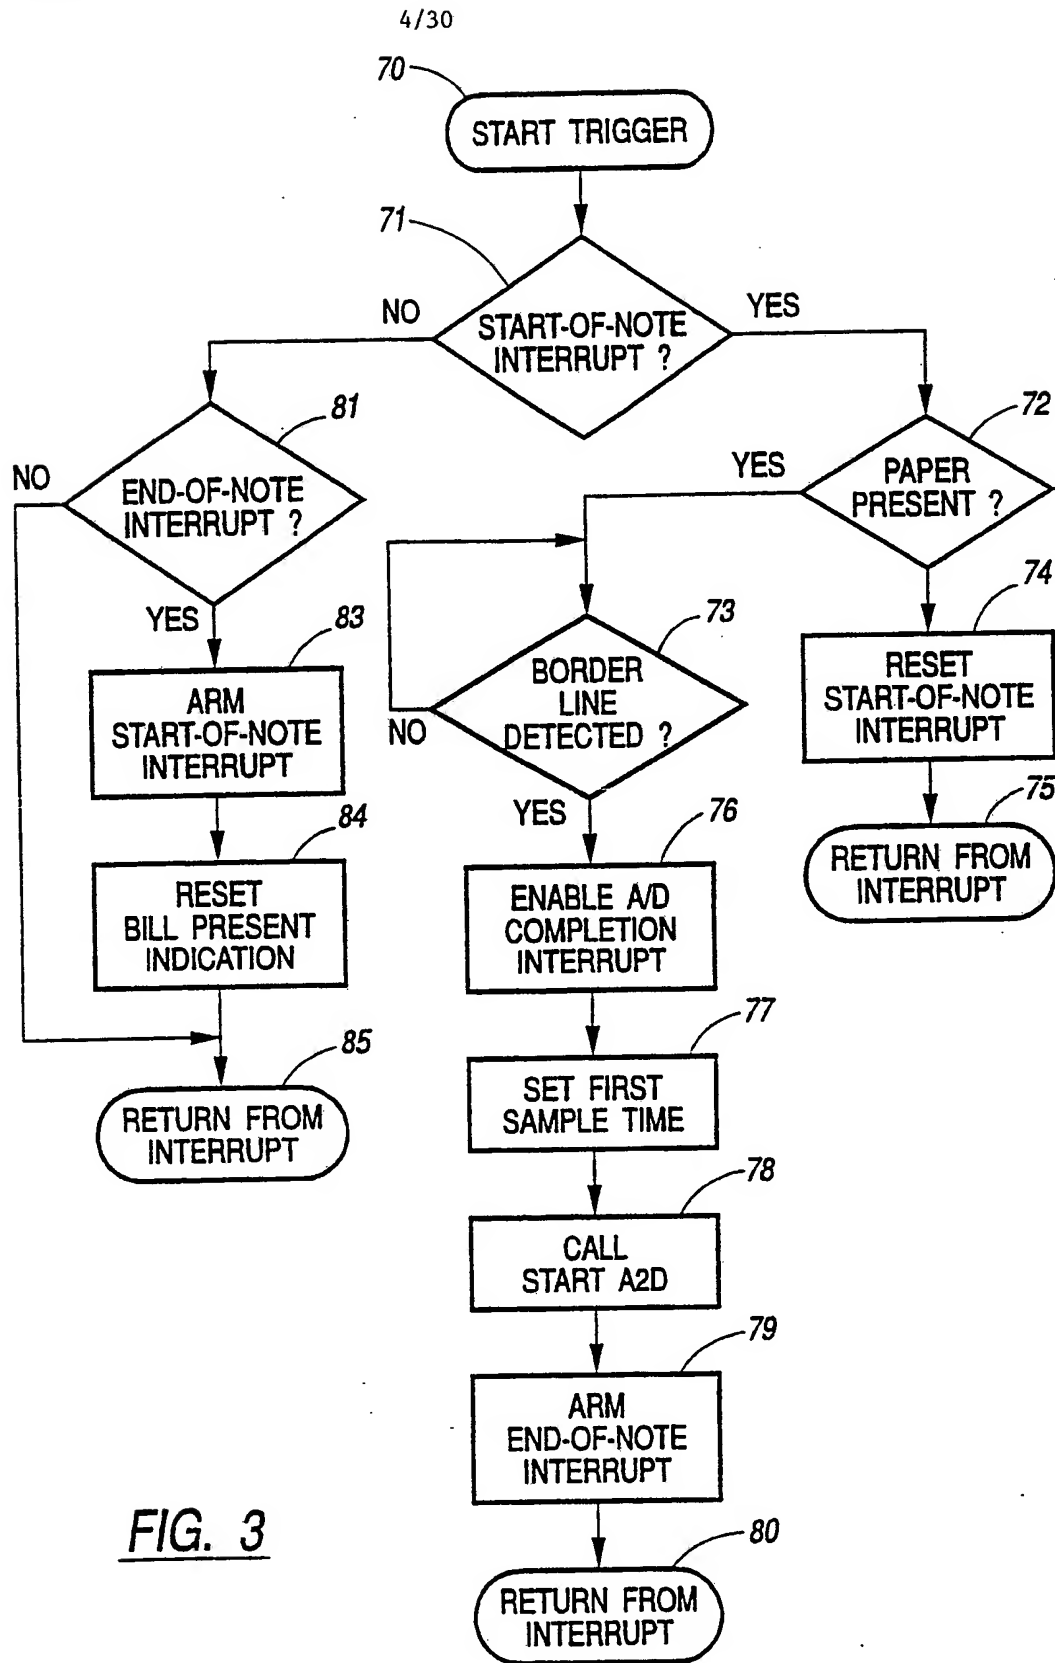 4/30
70
START TRIGGER
71
NO
YES
START-OF-NOTE
INTERRUPT ?
81
72
NO
END-OF-NOTE
INTERRUPT ?
YES
PAPER
PRESENT ?
YES
83
73
74
ARM
START-OF-NOTE
INTERRUPT
BORDER
LINE
DETECTED ?
NO
RESET
START-OF-NOTE
INTERRUPT
84
YES
76
75
RESET
BILL PRESENT
INDICATION
ENABLE A/D
COMPLETION
INTERRUPT
RETURN FROM
INTERRUPT
85
77
RETURN FROM
INTERRUPT
SET FIRST
SAMPLE TIME
78
CALL
START A2D
79
ARM
END-OF-NOTE
INTERRUPT
FIG. 3
80
RETURN FROM
INTERRUPT